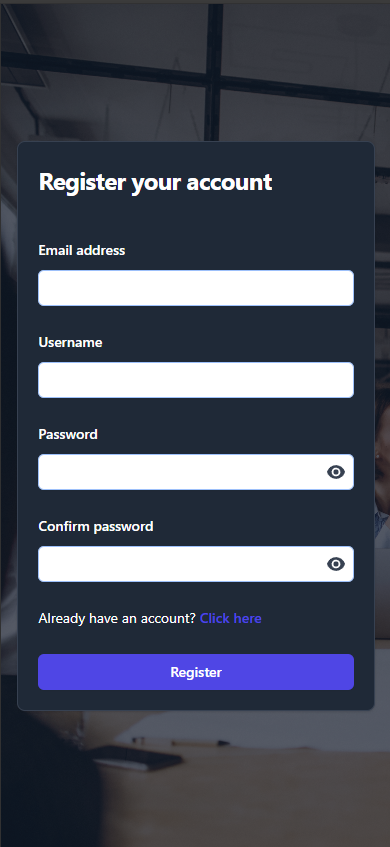 Register your account
Email address
Username
Password
Confirm password
Already have an account? Click here
Register